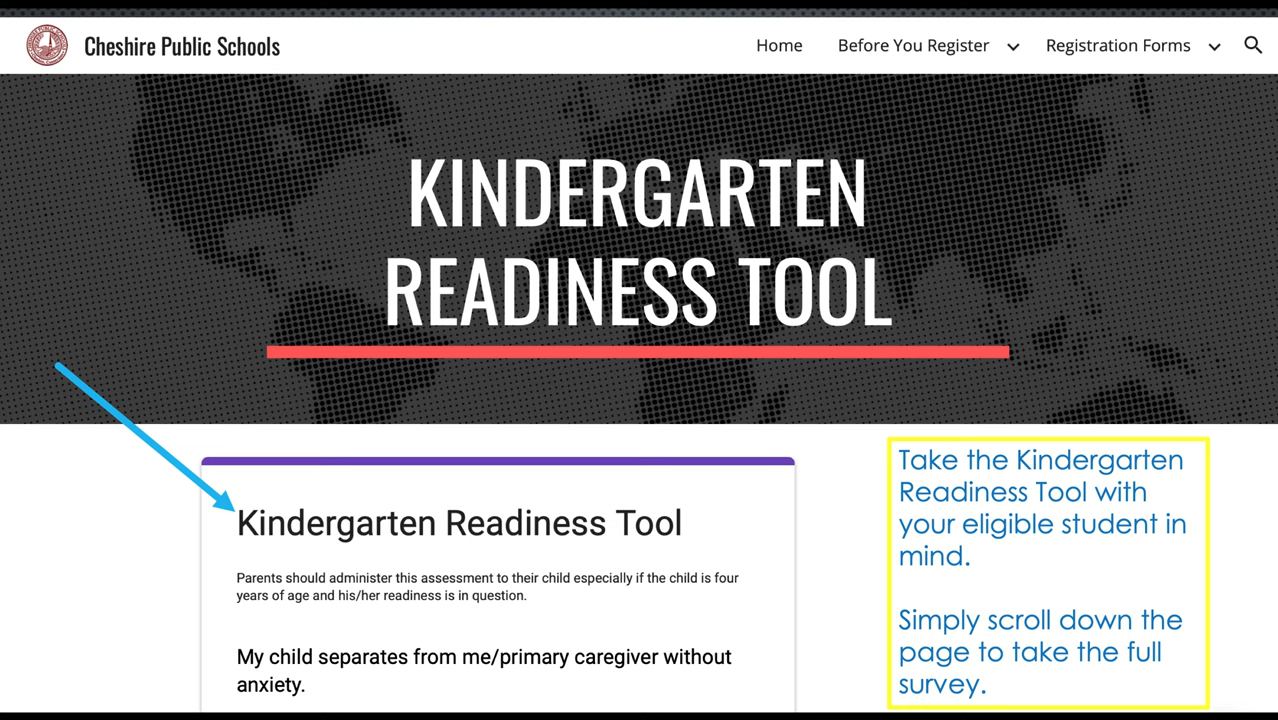 Cheshire Public Schools
Home
Before You Register
Registration Forms
KINDERGARTEN
READINESS TOOL
Kindergarten Readiness Tool
Parents should administer this assessment to their child especially if the child is four
years of age and his/her readiness is in question.
My child separates from me/primary caregiver without
anxiety.
Take the Kindergarten
Readiness Tool with
your eligible student in
mind.
Simply scroll down the
page to take the full
survey.